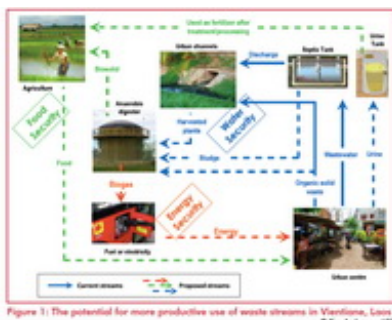 Used as fertilizer after
treatment/processing
Urban channels
Septic Tank
Urine
Tank
Discharge
Agriculture
Biosolid
Anaerobic
digester
Harvested
plants
Food
Security
Water
Security
Sludge
Wastewater
Urine
Food
Biogas
Organic solid
waste
Energy
Security
Energy
Fuel or electricity
Urban centre
Current streams
Proposed streams
Figure 1: The potential for more productive use of waste streams in Vientiane, Laos